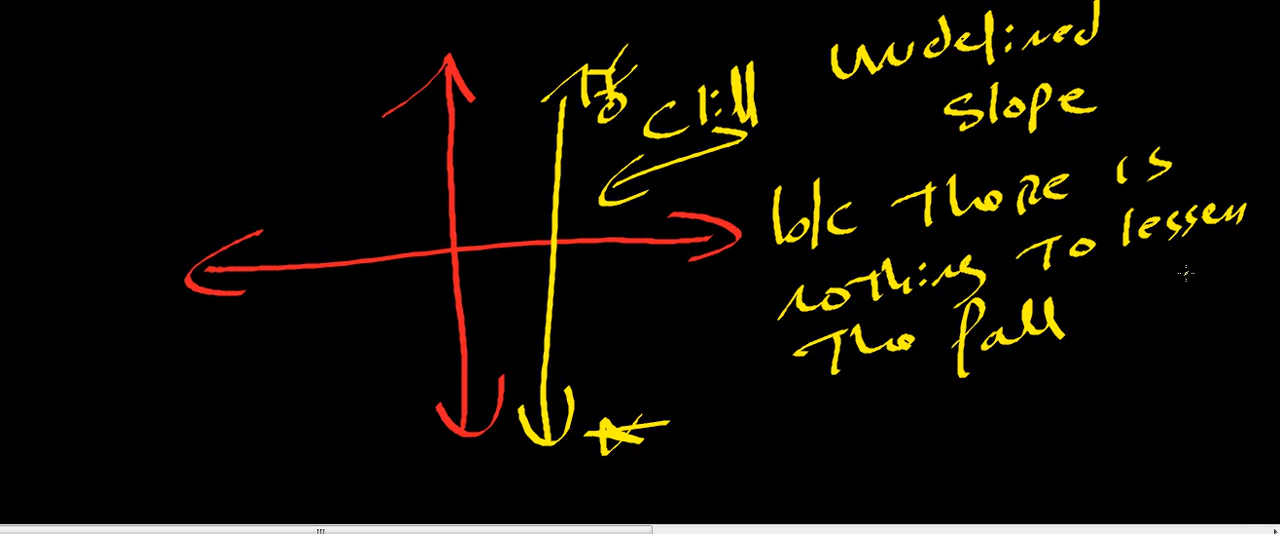 Cliff
undefined
slope
b/c there is
nothing to lessen
the fall